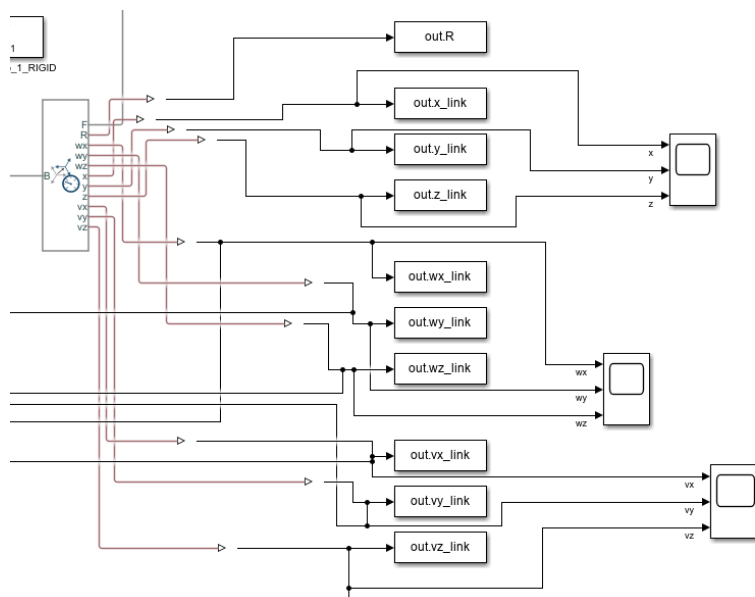 1
_1_RIGID
B
F
R
wx
wy
wz
x
y
z
vx
vy
vz
out.R
out.x_link
out.y_link
out.z_link
x
y
z
out.wx_link
out.wy_link
out.wz_link
wx
wy
wz
out.vx_link
out.vy_link
out.vz_link
vx
vy
vz